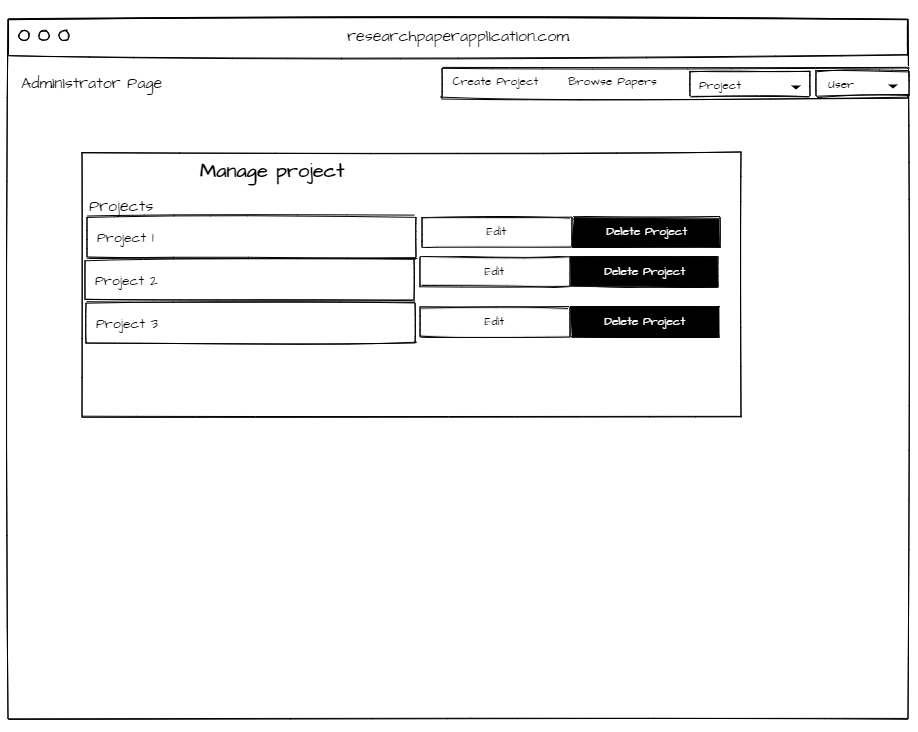 researchpaperapplication.com
Administrator Page
Create Project Browse Papers Project User
Manage project
Projects
Project 1 Edit Delete Project
Project 2 Edit Delete Project
Project 3 Edit Delete Project